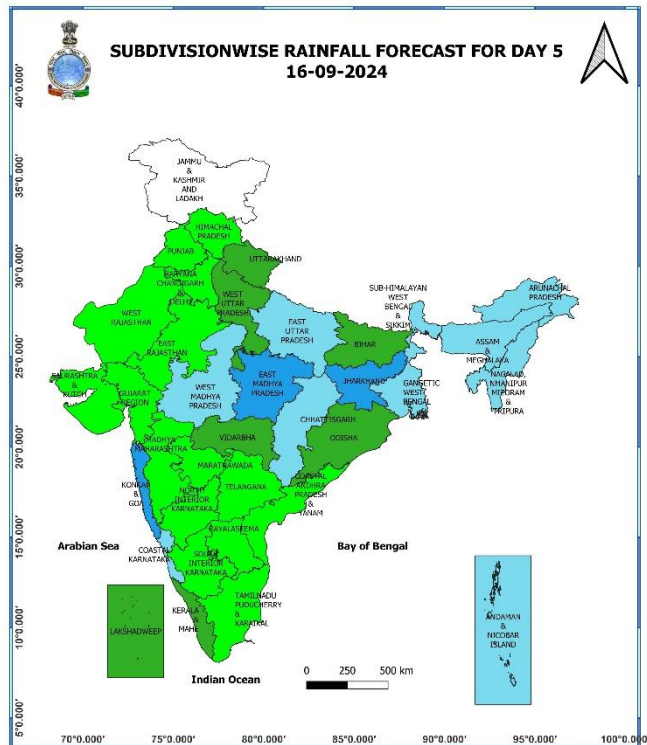 SUBDIVISIONWISE RAINFALL FORECAST FOR DAY 5
16-09-2024
40°0.000'
35°0.000'
30°0.000'
25°0.000'
20°0.000'
15°0.000'
10°0.000'
5°0.000'
JAMMU
&
KASHMIR
AND
LADAKH
HIMACHAL
PRADESH
PUNJAB
UTTARAKHAND
HARYANA
CHANDIGARH
&
DELHI
WEST
UTTAR
PRADESH
WEST
RAJASTHAN
EAST
RAJASTHAN
EAST
UTTAR
PRADESH
SUB-HIMALAYAN
WEST
BENGAL
&
SIKKIM
ARUNACHAL
PRADESH
ASSAM
&
MEGHALAYA
NAGALAD,
NMANIPUR
MIZORAM
&
TRIPURA
BIHAR
JHARKHAND
GANGETIC
WEST
BENGAL
SAURASHTRA
&
KUTCH
GUJARAT
REGION
WEST
MADHYA
PRADESH
EAST
MADHYA
PRADESH
CHHATTISGARH
ODISHA
VIDARBHA
MADHYA
MAHARASHTRA
MARATHAWADA
KONKAN
&
GOA
NORTH
INTERIOR
KARNATAKA
TELANGANA
COASTAL
ANDHRA
PRADESH
&
YANAM
RAYALASEEMA
COASTAL
KARNATAKA
SOUTH
INTERIOR
KARNATAKA
TAMILNADU
PUDUCHERRY
&
KARAIKAL
KERALA
&
MAHE
LAKSHADWEEP
ANDAMAN
&
NICOBAR
ISLAND
Arabian Sea
Bay of Bengal
Indian Ocean
0 250 500 km
70°0.000' 75°0.000' 80°0.000' 85°0.000' 90°0.000' 95°0.000' 100°0.000'